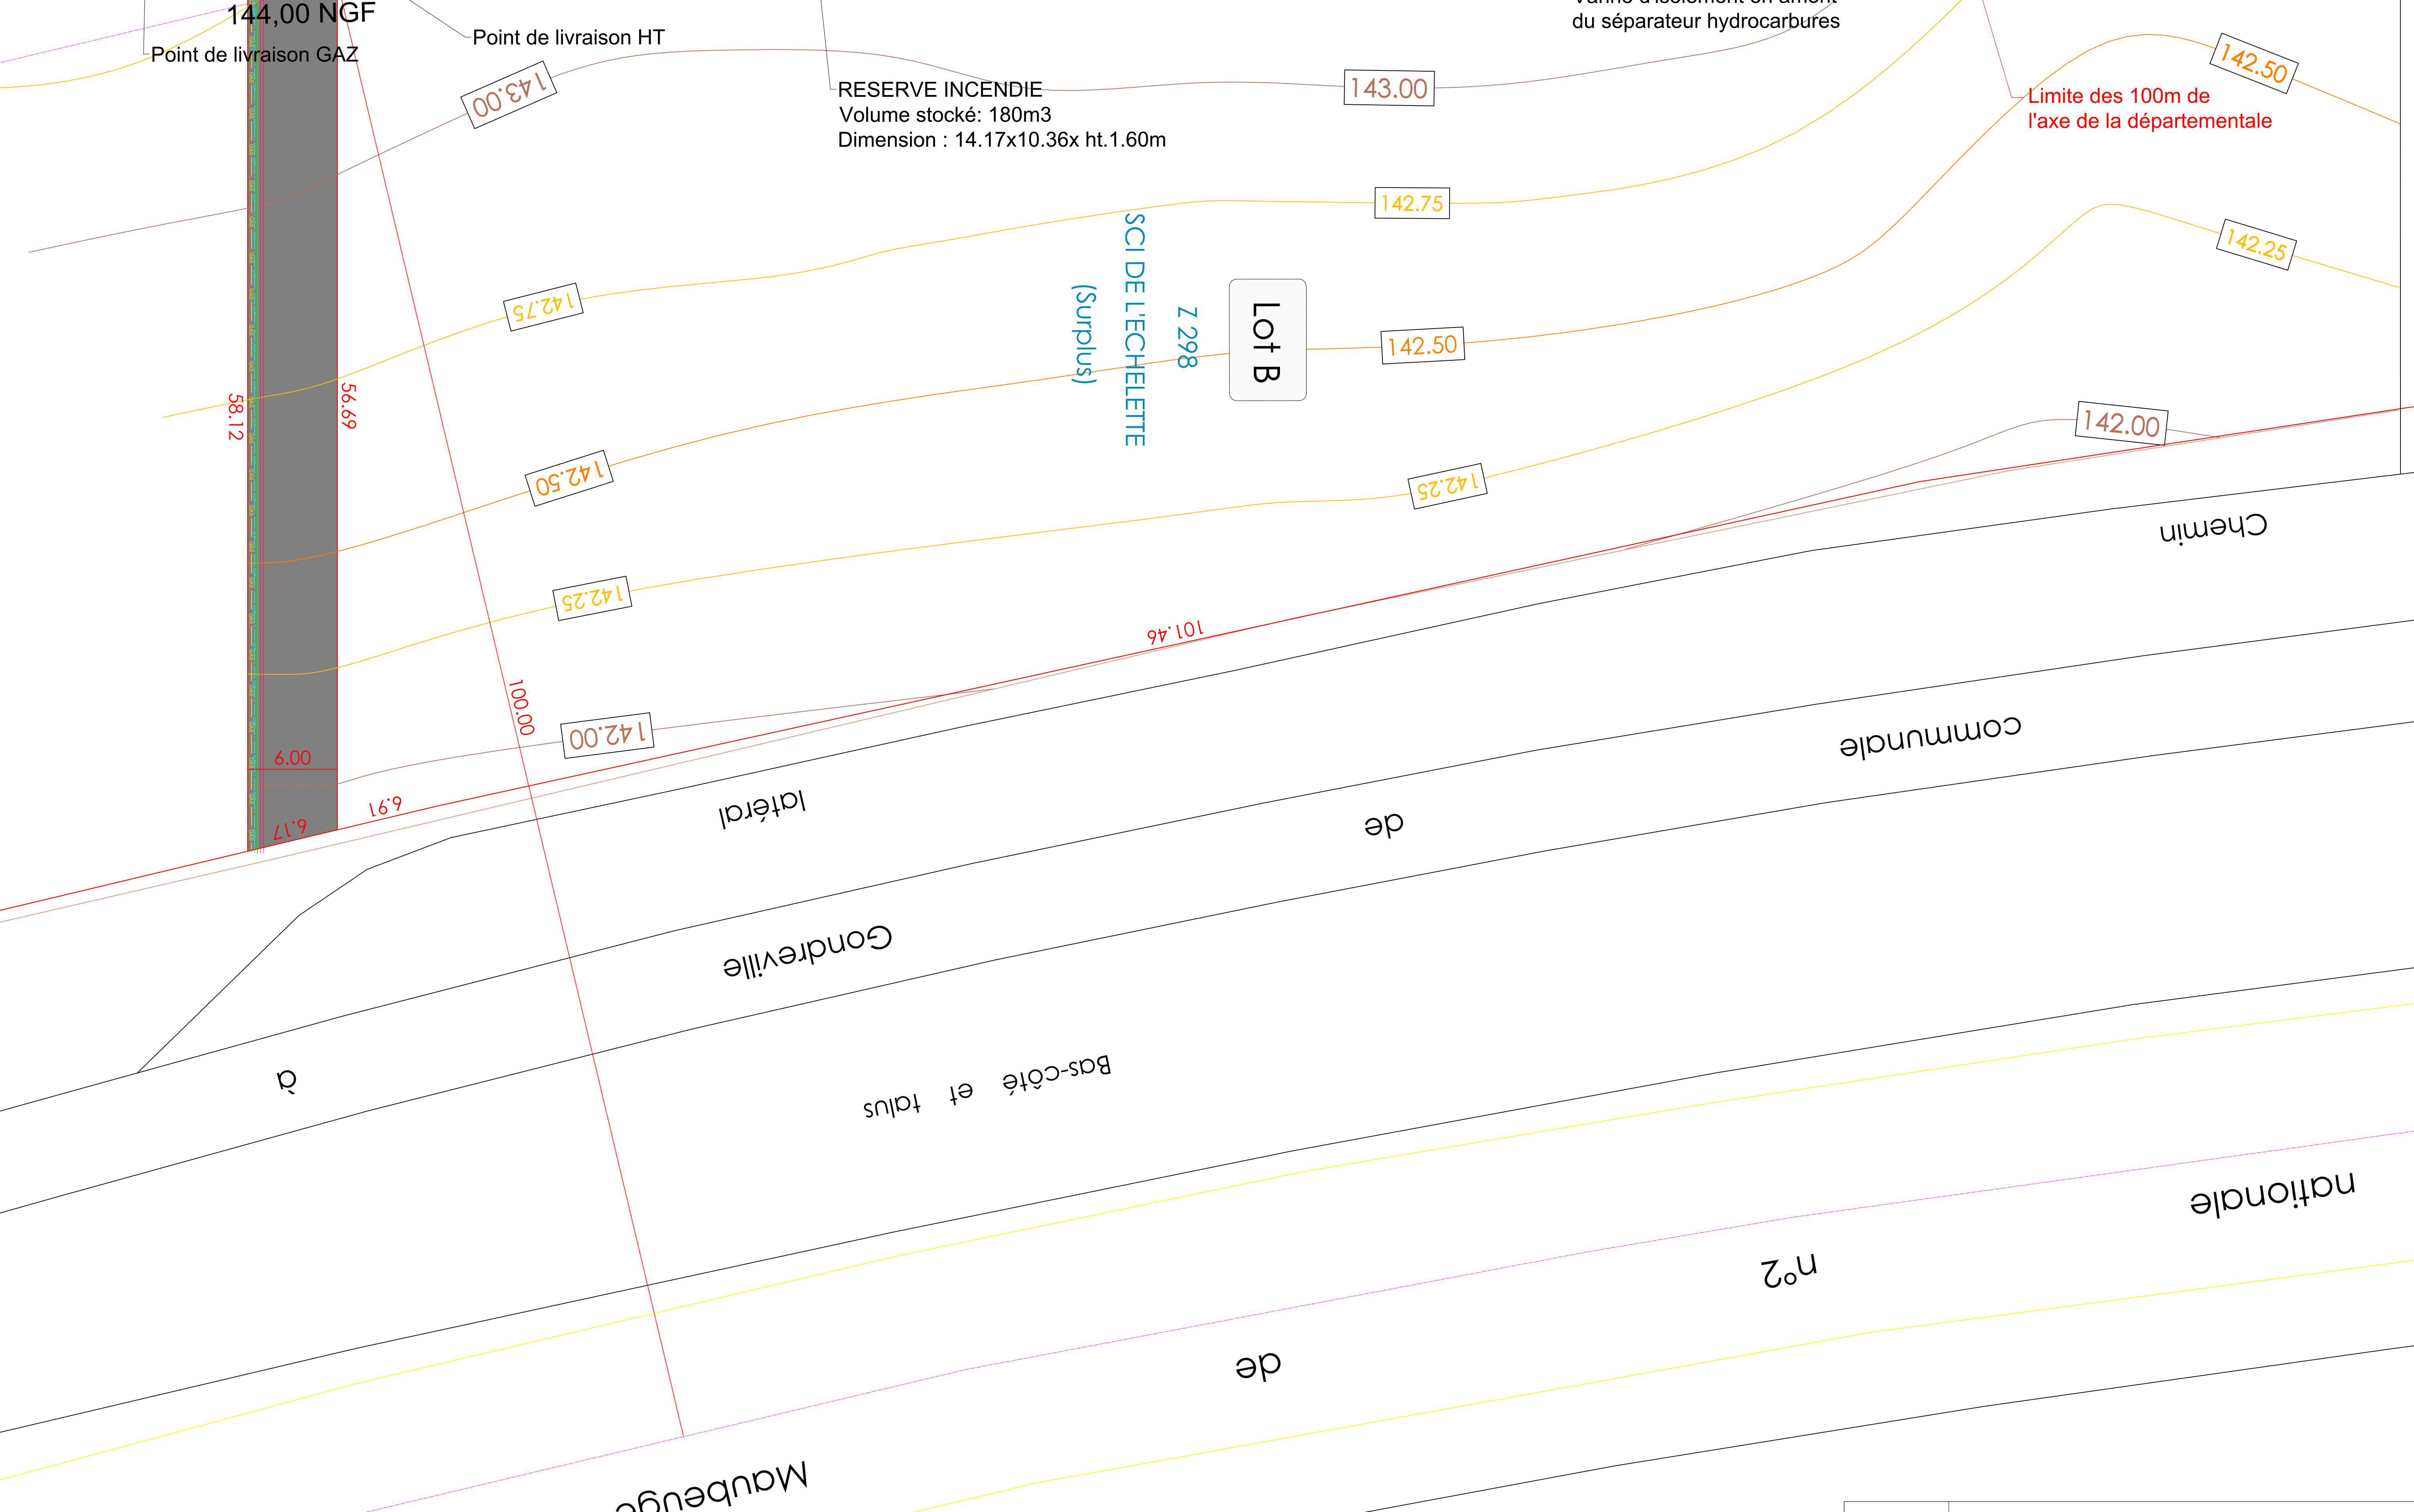 144,00 NGF
Point de livraison GAZ
Point de livraison HT
143.00
RESERVE INCENDIE
Volume stocké: 180m3
Dimension : 14.17x10.36x ht.1.60m
143.00
du séparateur hydrocarbures
142.50
Limite des 100m de
l'axe de la départementale
142.75
142.25
142.75
Lot B
Z 298
SCI DE L'ECHELETTE
(Surplus)
142.50
58.12
56.69
142.00
142.50
142.25
142.25
101.46
100.00
142.00
6.00
6.91
6.17
Chemin
latéral
communale
de
Gondreville
à
Bas-côté et talus
nationale
n°2
de